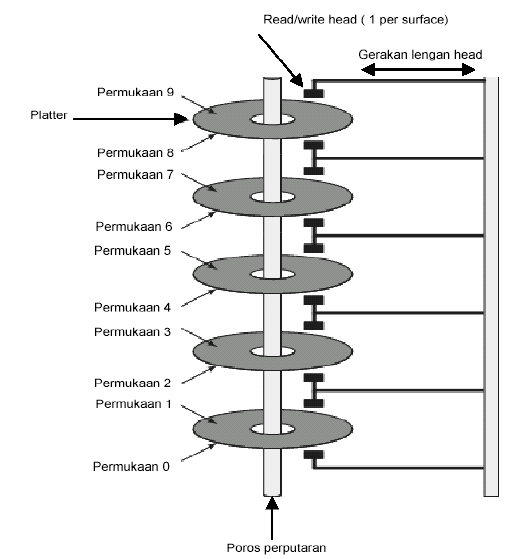 Read/write head ( 1 per surface)
Gerakan lengan head
Permukaan 9
Platter
Permukaan 8
Permukaan 7
Permukaan 6
Permukaan 5
Permukaan 4
Permukaan 3
Permukaan 2
Permukaan 1
Permukaan 0
Poros perputaran